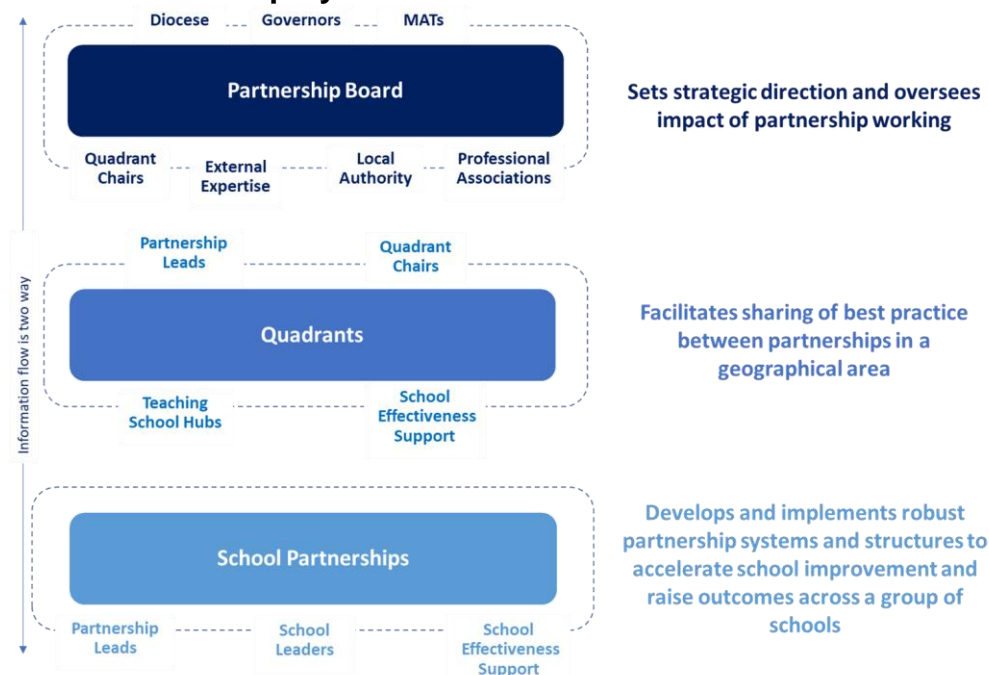 Diocese
Governors
MATs
Partnership Board
Sets strategic direction and oversees
impact of partnership working
Quadrant
Chairs
External
Expertise
Local
Authority
Professional
Associations
Information flow is two way
Partnership
Leads
Quadrant
Chairs
Quadrants
Facilitates sharing of best practice
between partnerships in a
geographical area
Teaching
School Hubs
School
Effectiveness
Support
School Partnerships
Develops and implements robust
partnership systems and structures to
accelerate school improvement and
raise outcomes across a group of
schools
Partnership
Leads
School
Leaders
School
Effectiveness
Support